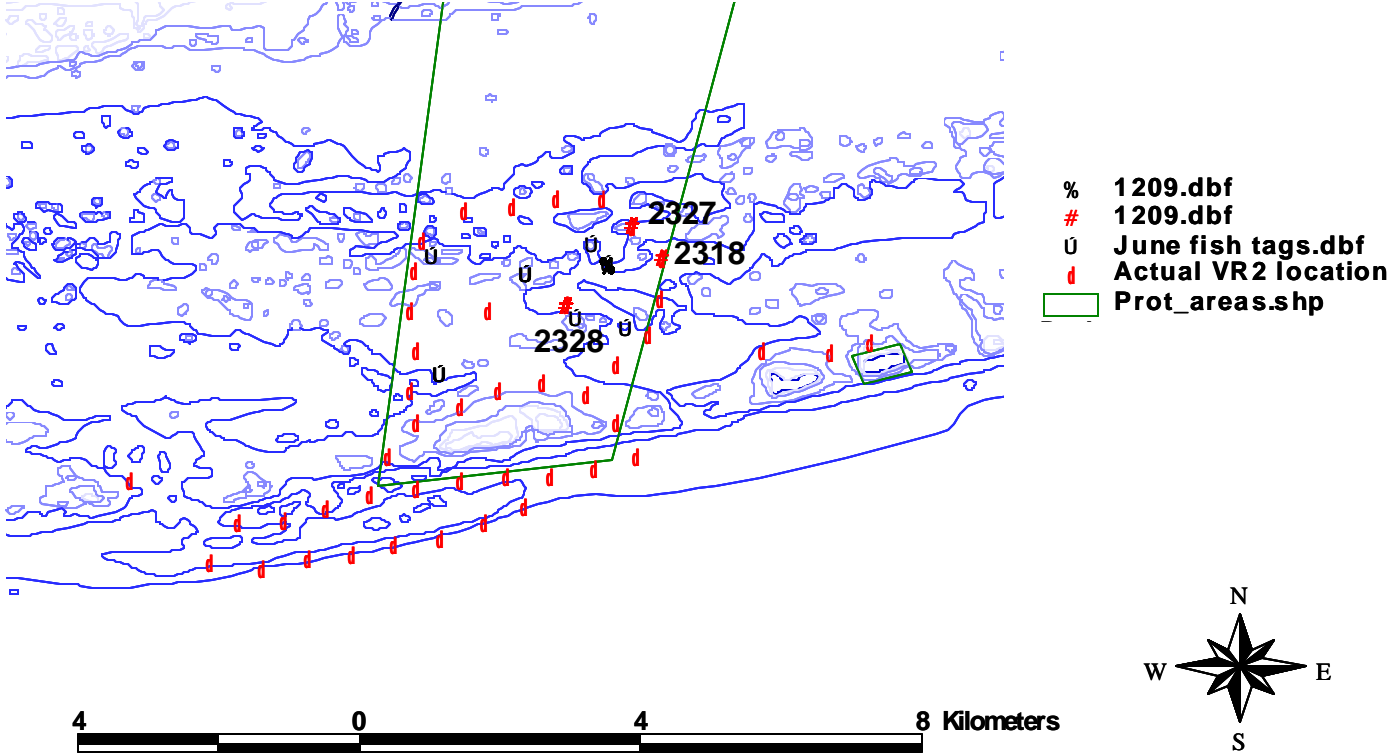 % 1209.dbf
# 1209.dbf
Ú June fish tags.dbf
d Actual VR2 location
Prot_areas.shp
2327
2318
2328
N
W E
S
4 0 4 8 Kilometers